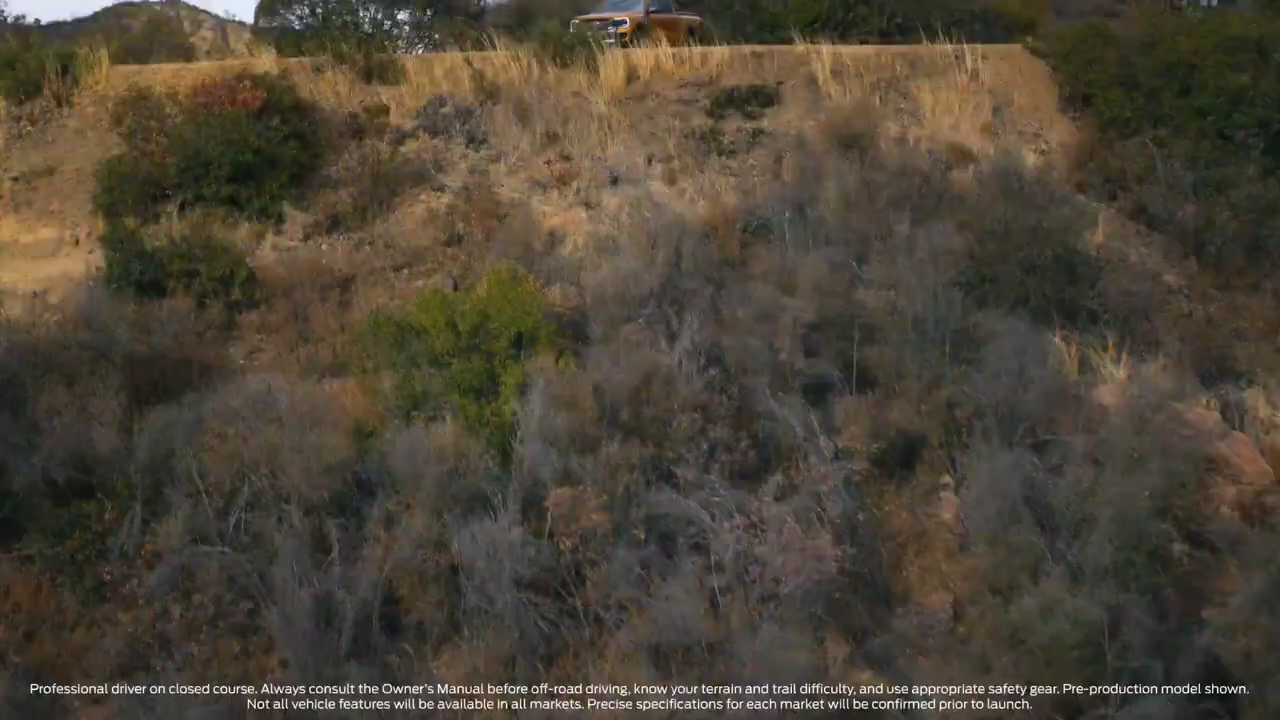 Professional driver on closed course. Always consult the Owner's Manual before off-road driving, know your terrain and trail difficulty, and use appropriate safety gear. Pre-production model shown.
Not all vehicle features will be available in all markets. Precise specifications for each market will be confirmed prior to launch.